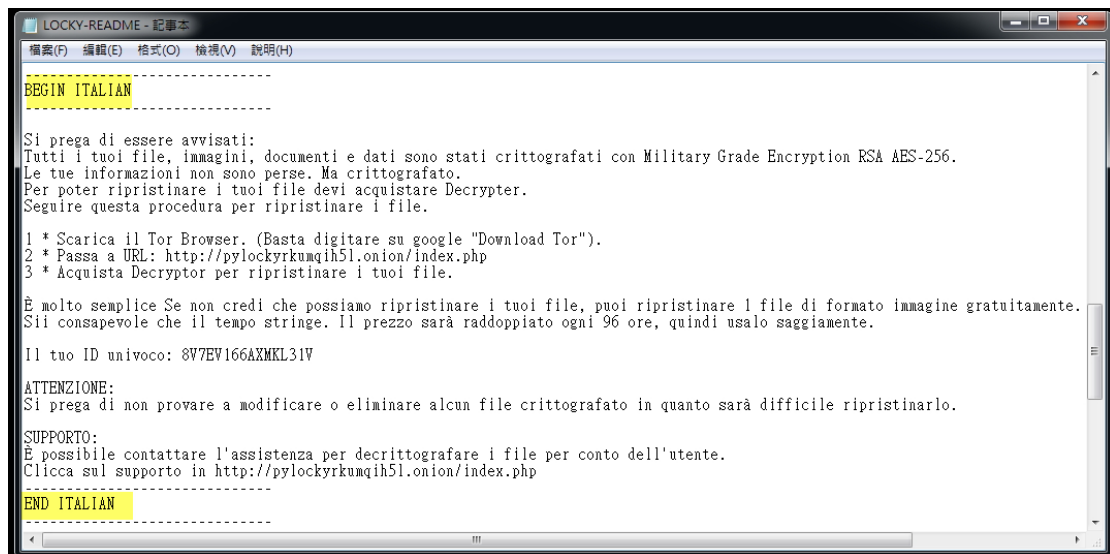 LOCKY-README - 記事本
檔案(F) 編輯(E) 格式(O) 檢視(V) 說明(H)
------------------------------
BEGIN ITALIAN
------------------------------
Si prega di essere avvisati:
Tutti i tuoi file, immagini, documenti e dati sono stati crittografati con Military Grade Encryption RSA AES-256.
Le tue informazioni non sono perse. Ma crittografato.
Per poter ripristinare i tuoi file devi acquistare Decrypter.
Seguire questa procedura per ripristinare i file.
1 * Scarica il Tor Browser. (Basta digitare su google "Download Tor").
2 * Passa a URL: http://pylockyrkumqih5l.onion/index.php
3 * Acquista Decryptor per ripristinare i tuoi file.
È molto semplice Se non credi che possiamo ripristinare i tuoi file, puoi ripristinare 1 file di formato immagine gratuitamente.
Sii consapevole che il tempo stringe. Il prezzo sarà raddoppiato ogni 96 ore, quindi usalo saggiamente.
Il tuo ID univoco: 8V7EV166AXMKL31V
ATTENZIONE:
Si prega di non provare a modificare o eliminare alcun file crittografato in quanto sarà difficile ripristinarlo.
SUPPORTO:
È possibile contattare l'assistenza per decrittografare i file per conto dell'utente.
Clicca sul supporto in http://pylockyrkumqih5l.onion/index.php
------------------------------
END ITALIAN
------------------------------